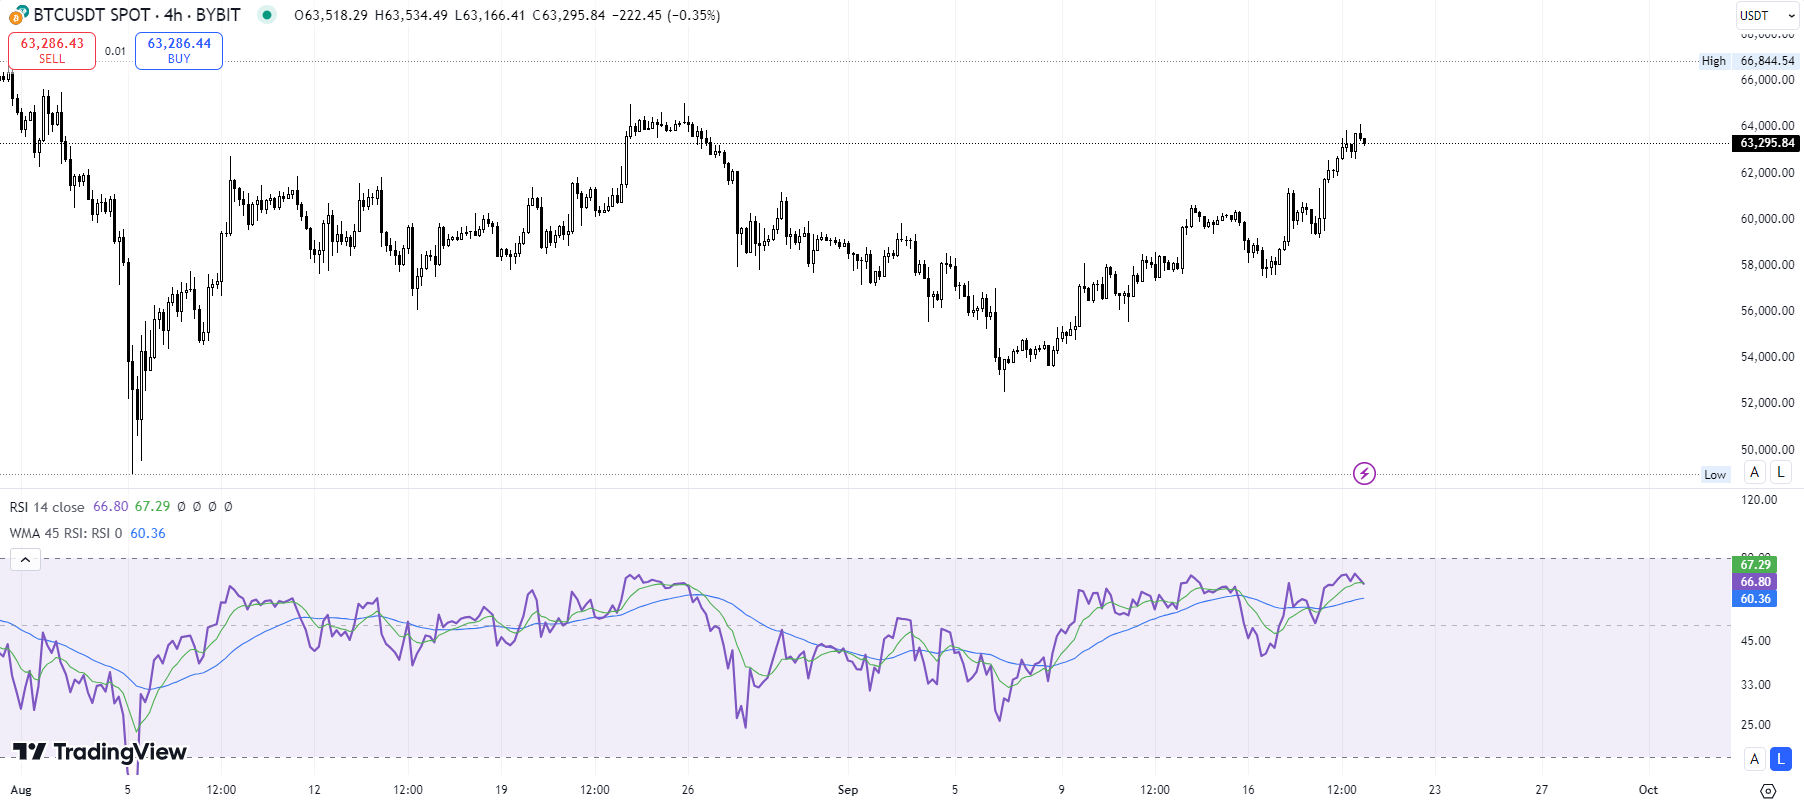 BTCUSDT SPOT · 4h · BYBIT O63,518.29 H63,534.49 L63,166.41 C63,295.84 −222.45 (−0.35%)
USDT
63,286.43
SELL
0.01
63,286.44
BUY
68,000.00
High 66,844.54
66,000.00
64,000.00
63,295.84
62,000.00
60,000.00
58,000.00
56,000.00
54,000.00
52,000.00
50,000.00
Low
A L
RSI 14 close 66.80 67.29 Ø Ø Ø Ø
WMA 45 RSI: RSI 0 60.36
120.00
80.00
67.29
66.80
60.36
45.00
33.00
25.00
TradingView
A L
Aug 5 12:00 12 12:00 19 12:00 26 Sep 5 9 12:00 16 12:00 23 27 Oct